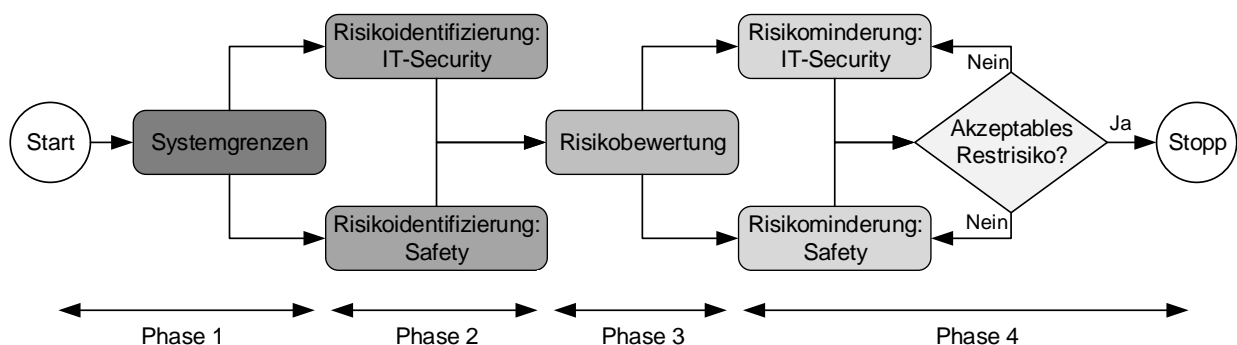 Start
Systemgrenzen
Risikoidentifizierung:
IT-Security
Risikoidentifizierung:
Safety
Risikobewertung
Risikominderung:
IT-Security
Risikominderung:
Safety
Nein
Akzeptables
Restrisiko?
Nein
Ja
Stopp
Phase 1
Phase 2
Phase 3
Phase 4